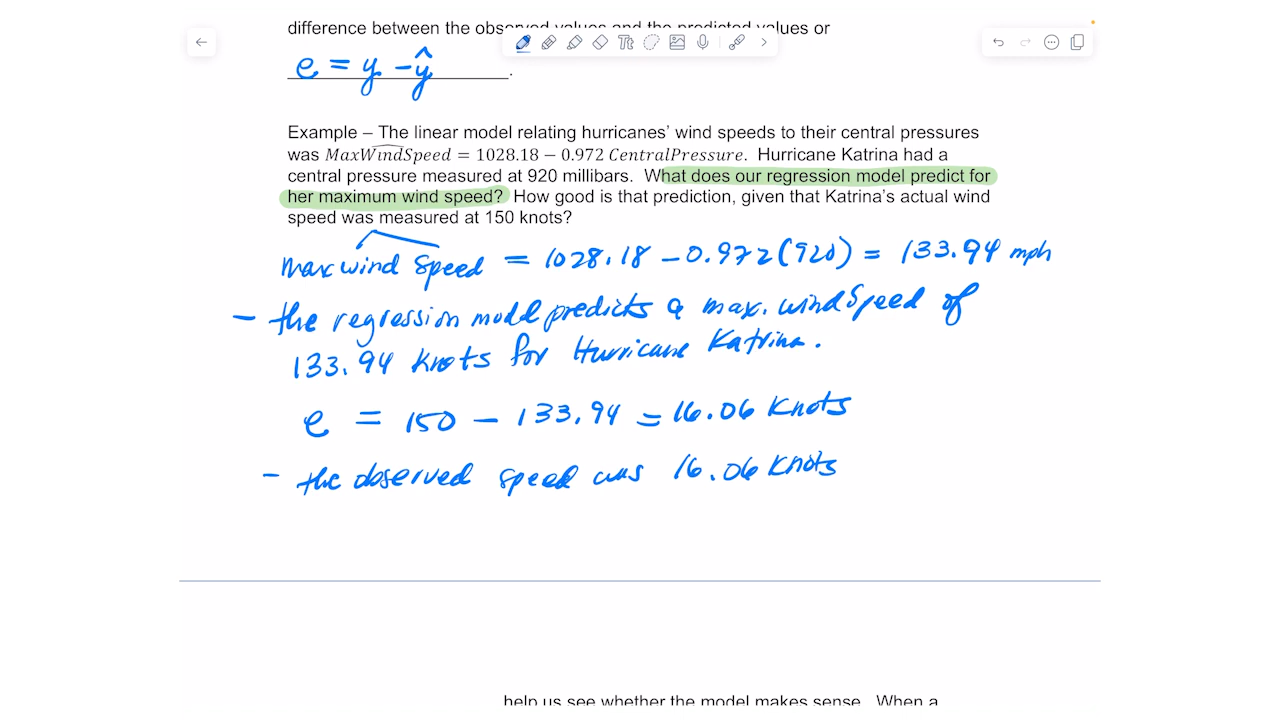 difference between the observed values and the predicted values or
e = y - ŷ .
Example – The linear model relating hurricanes' wind speeds to their central pressures
was MaxWindSpeed = 1028.18 − 0.972 CentralPressure. Hurricane Katrina had a
central pressure measured at 920 millibars. What does our regression model predict for
her maximum wind speed? How good is that prediction, given that Katrina's actual wind
speed was measured at 150 knots?
max wind speed = 1028.18 - 0.972(920) = 133.94 mph
- the regression model predicts a max. wind speed of
133.94 knots for Hurricane Katrina.
e = 150 - 133.94 = 16.06 knots
- the observed speed was 16.06 knots
help us see whether the model makes sense. When a